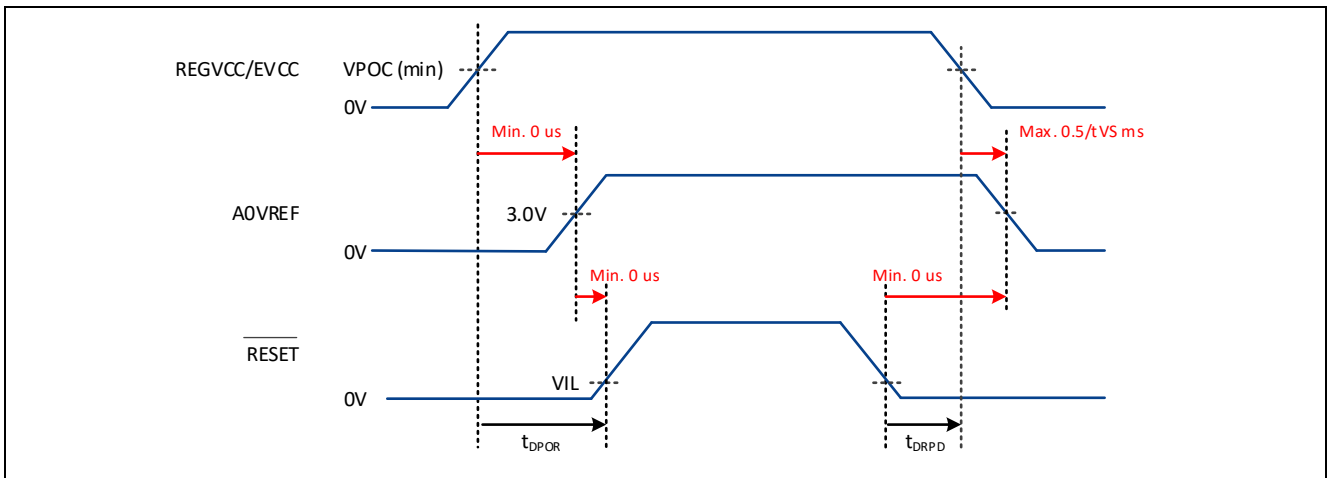 REGVCC/EVCC VPOC (min)
0V
Min. 0 us
Max. 0.5/tVS ms
A0VREF 3.0V
0V
Min. 0 us
Min. 0 us
RESET
VIL
0V
tDPOR
tDRPD